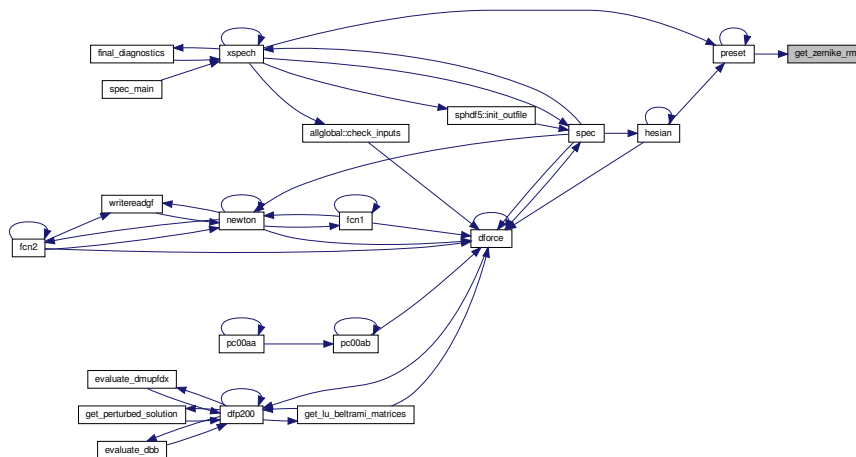 final_diagnostics
xspech
preset
get_zernike_rm
spec_main
sphdf5::init_outfile
allglobal::check_inputs
spec
hesian
writereadgf
newton
fcn1
fcn2
dforce
pc00aa
pc00ab
evaluate_dmupfdx
get_perturbed_solution
dfp200
get_lu_beltrami_matrices
evaluate_dbb